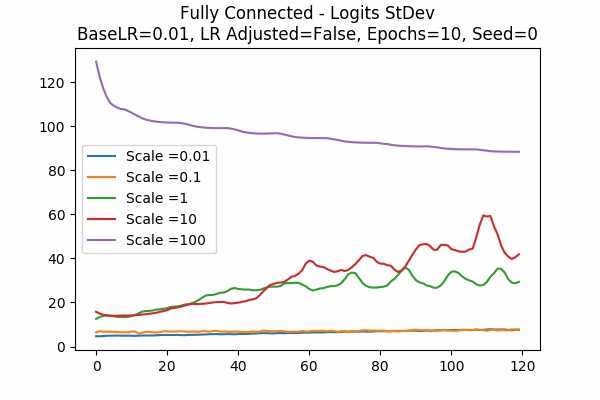 Fully Connected - Logits StDev
BaseLR=0.01, LR Adjusted=False, Epochs=10, Seed=0
120
100
80
60
40
20
0
Scale =0.01
Scale =0.1
Scale =1
Scale =10
Scale =100
0 20 40 60 80 100 120